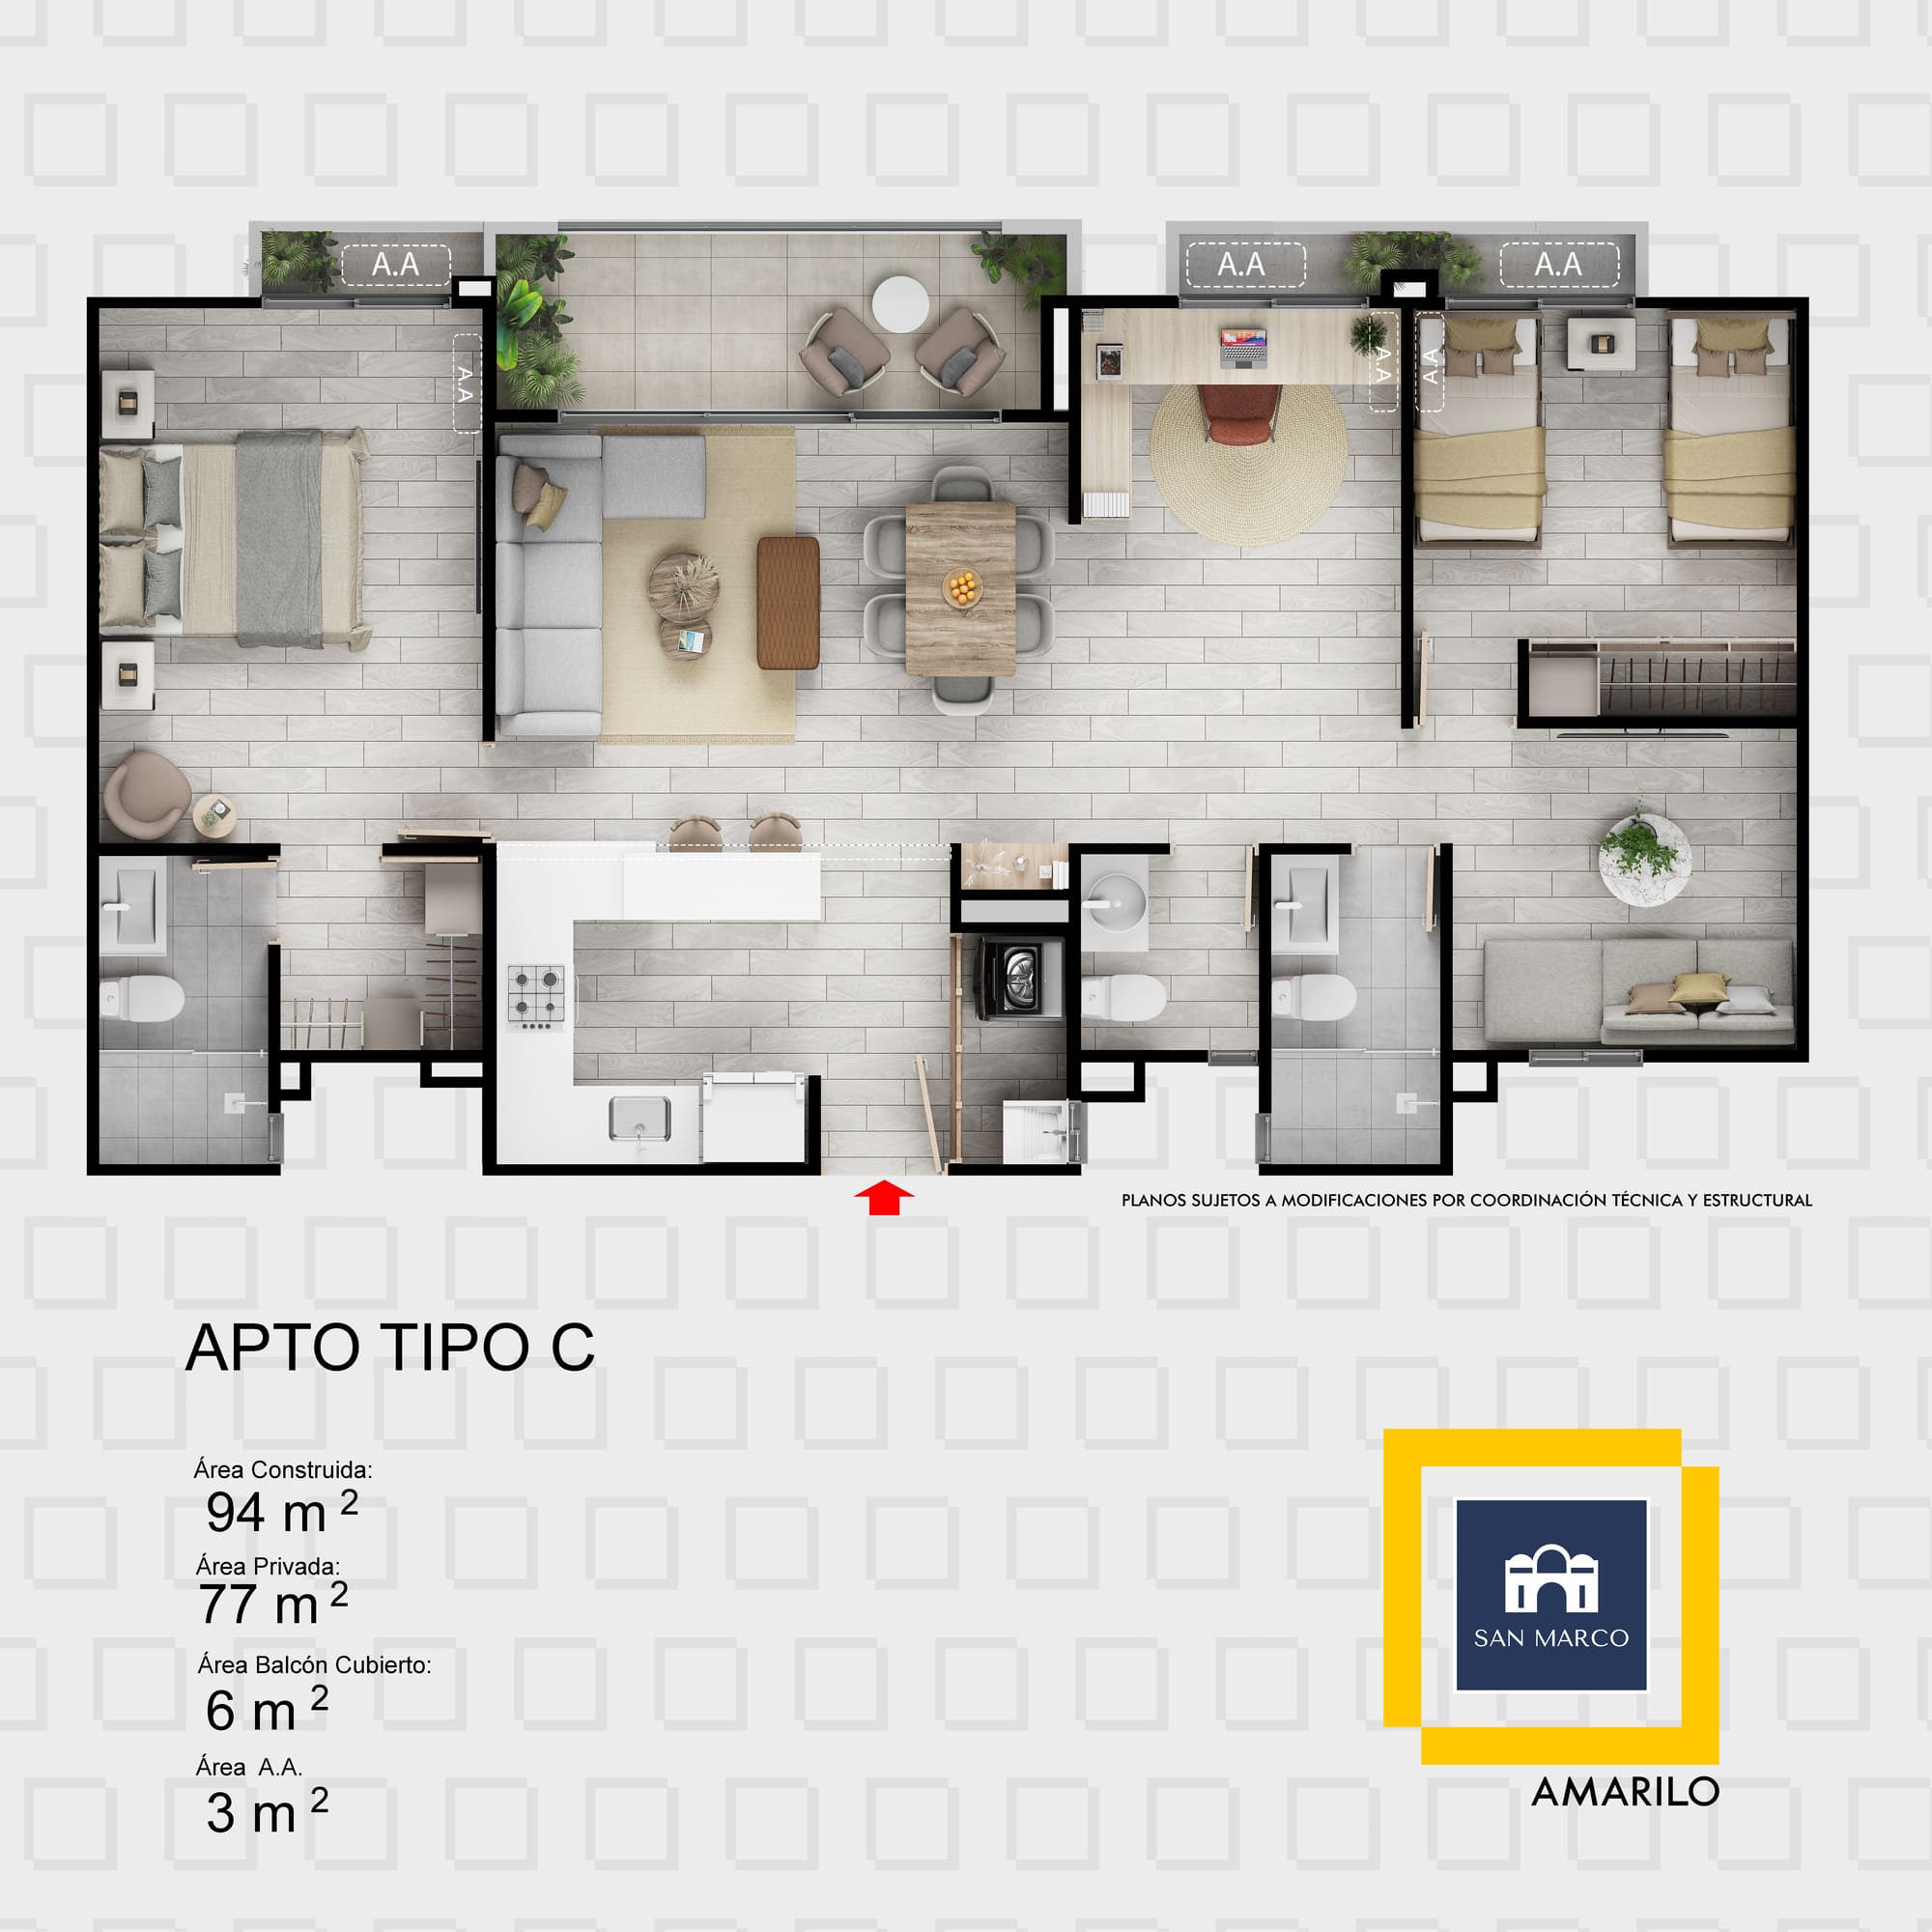 A.A
A.A
A.A
A.A
A.A
A.A
PLANOS SUJETOS A MODIFICACIONES POR COORDINACIÓN TÉCNICA Y ESTRUCTURAL
APTO TIPO C
Área Construida:
94 m 2
Área Privada:
77 m 2
Área Balcón Cubierto:
6 m 2
Área A.A.
3 m 2
SAN MARCO
AMARILO